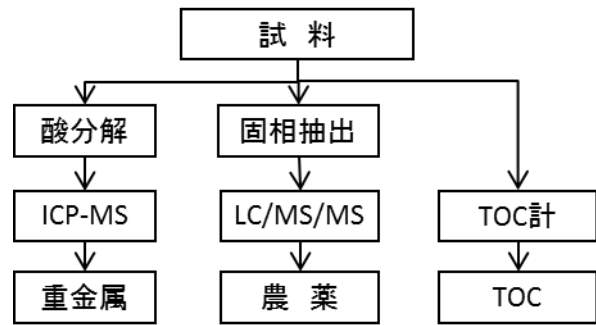 試 料
酸分解
固相抽出
ICP-MS
LC/MS/MS
TOC計
重金属
農 薬
TOC